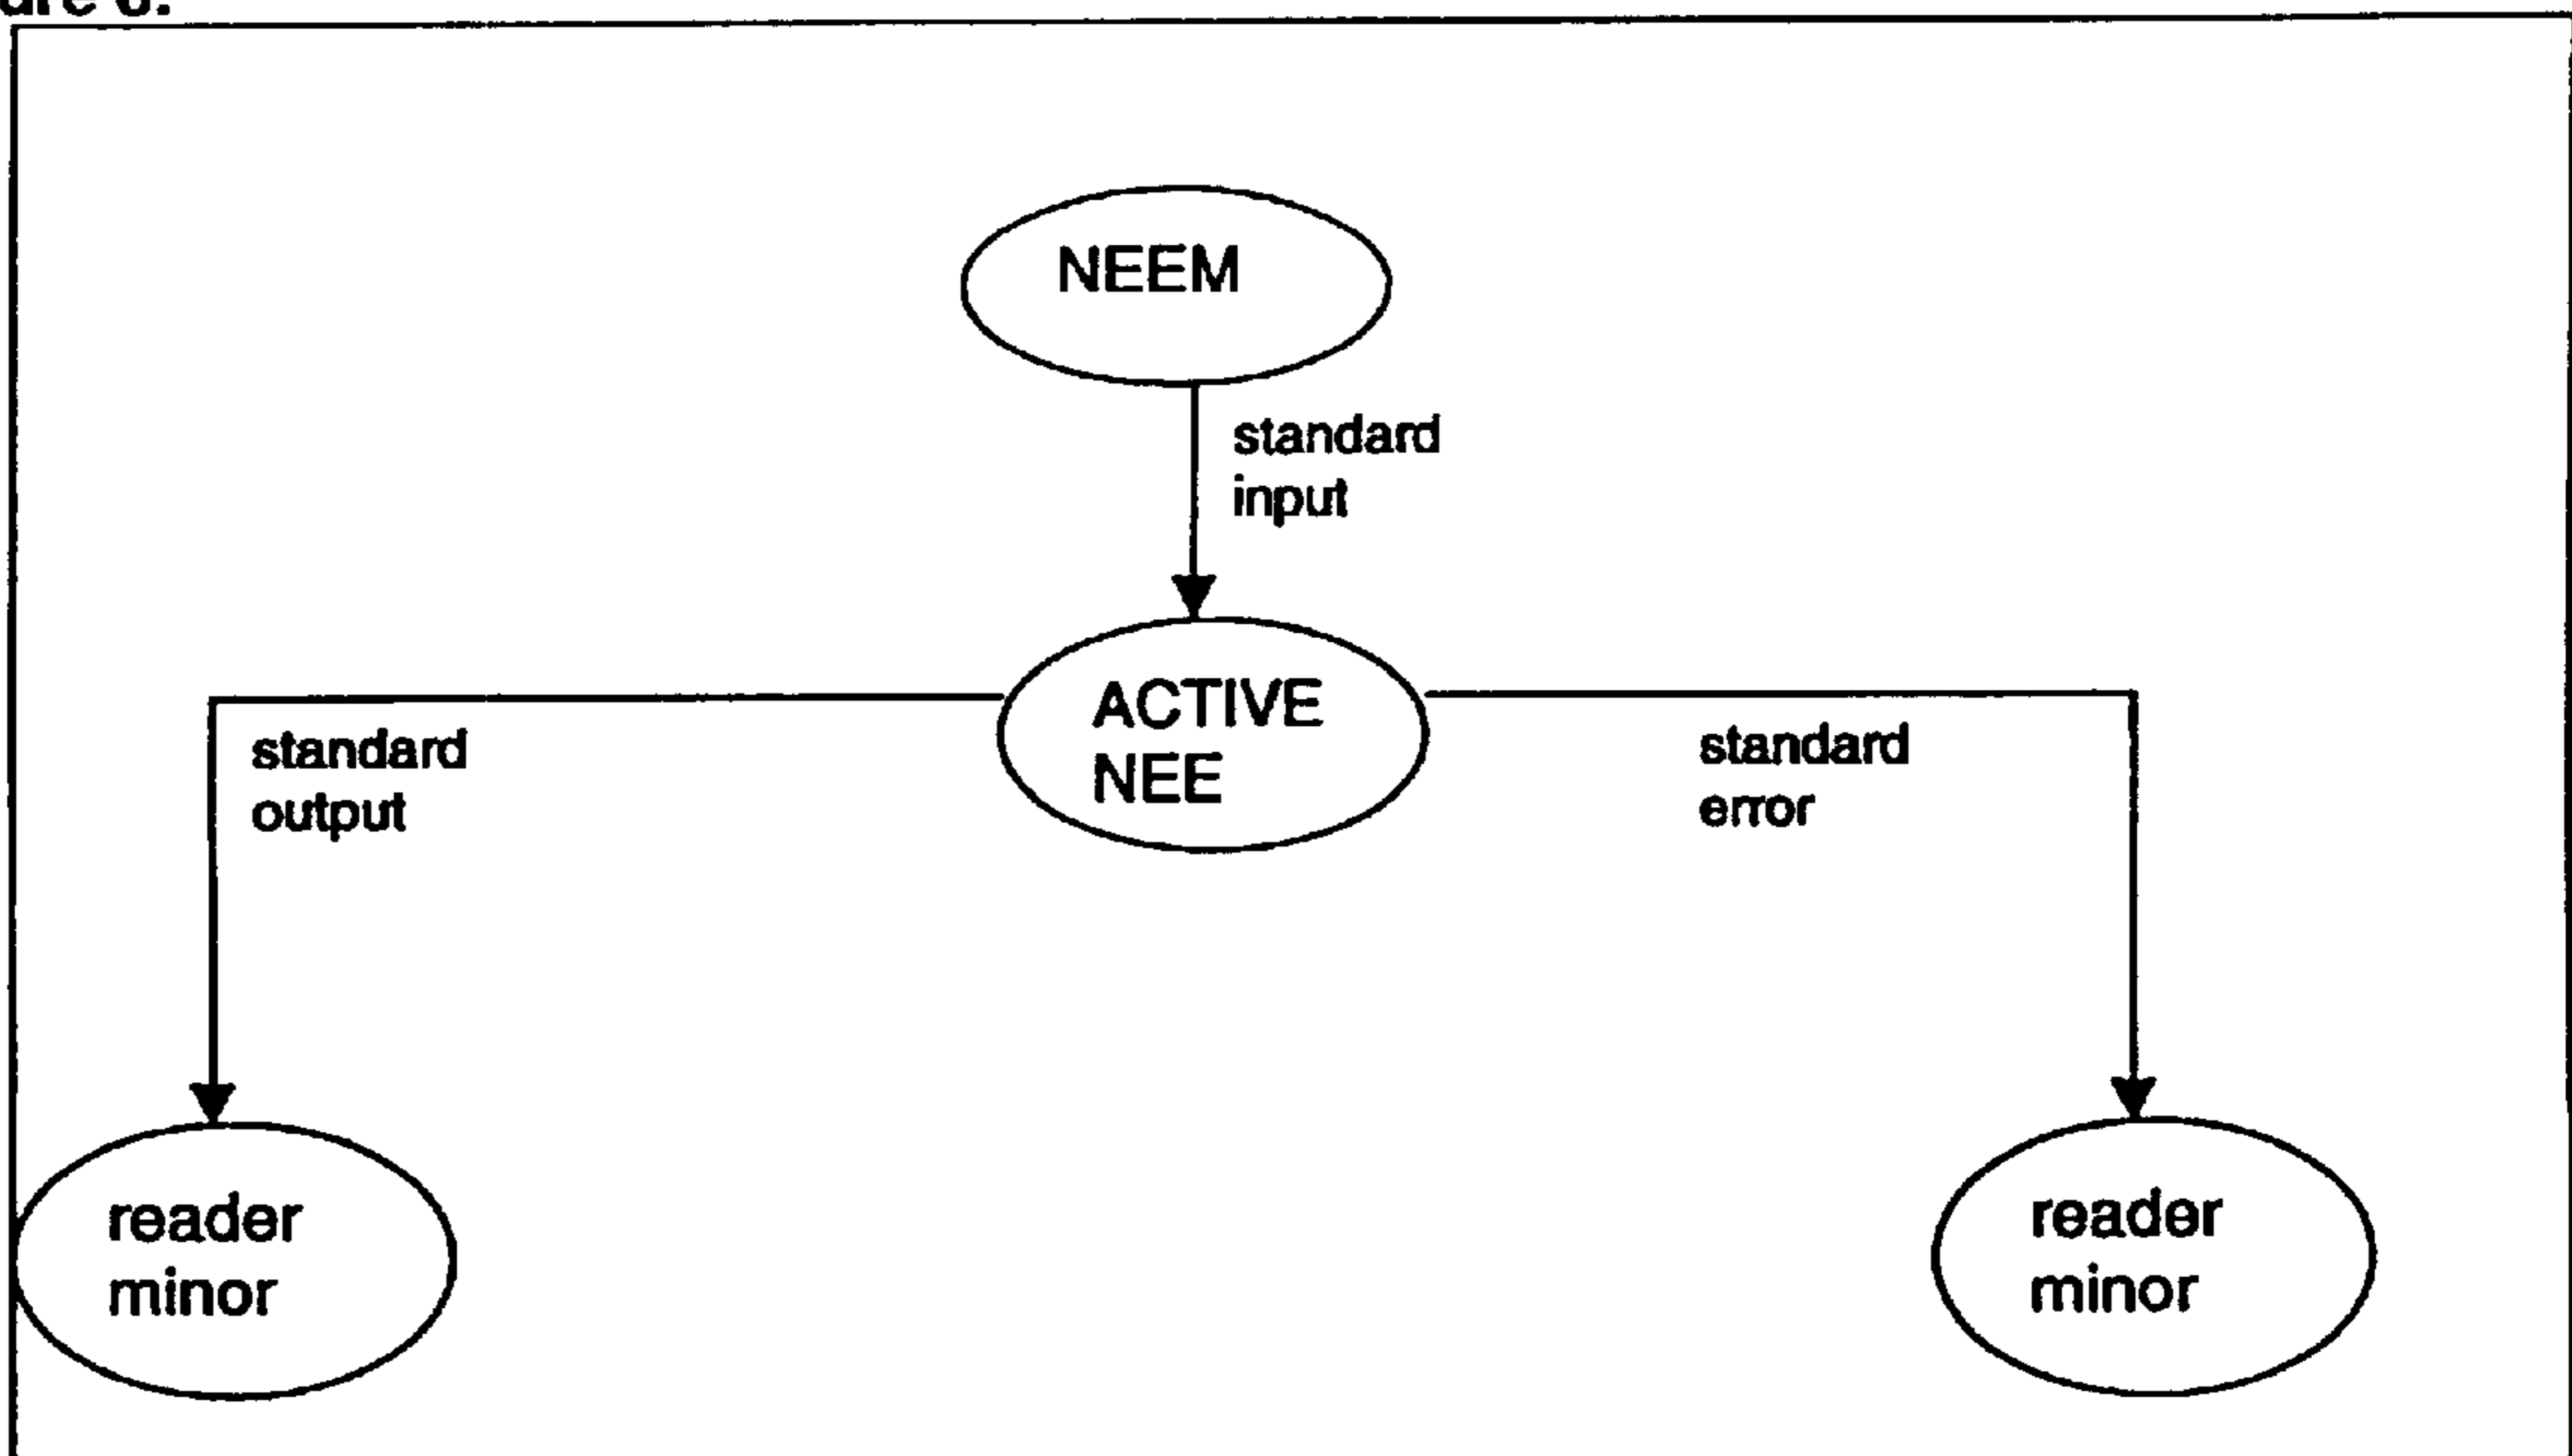 NEEM
standard
input
ACTIVE
NEE
standard
output
standard
error
reader
minor
reader
minor